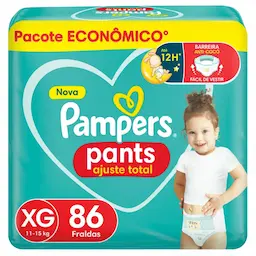 Pacote ECONÔMICO*
ATÉ
12H*
BARREIRA
ANTI-COCÔ
FÁCIL DE VESTIR
Nova
Pampers
pants
ajuste total
XG
11-15 kg
86
Fraldas